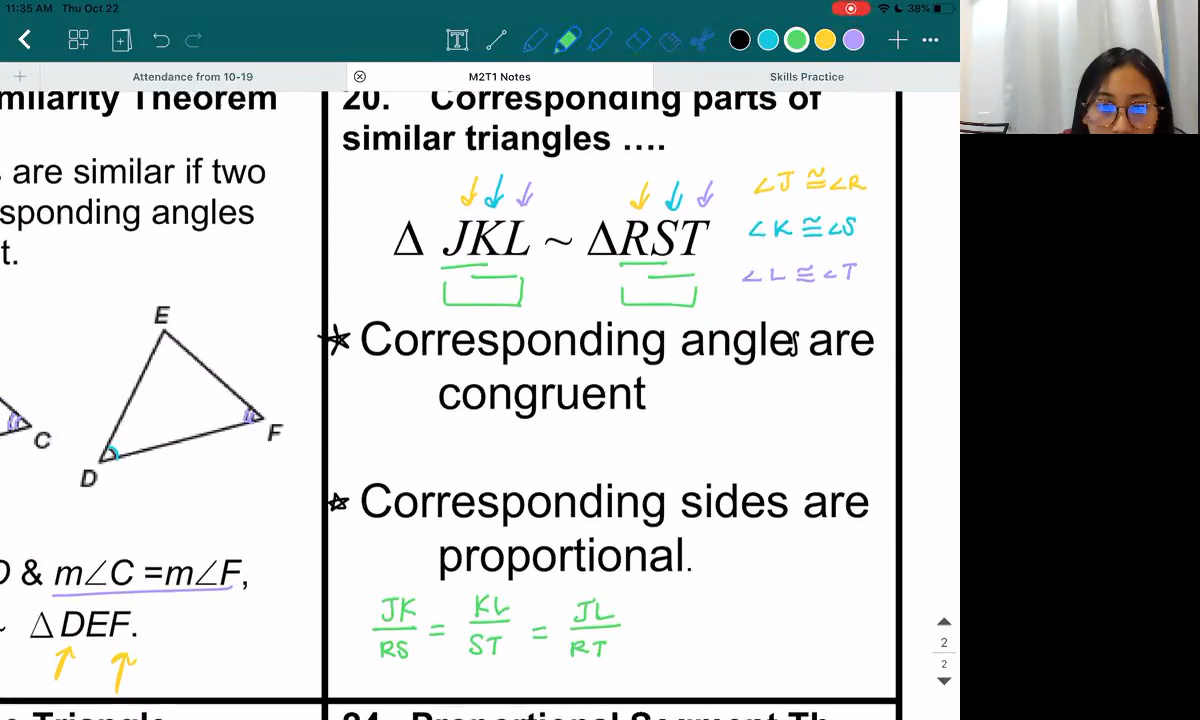 11:35 AM Thu Oct 22
38%
Attendance from 10-19
M2T1 Notes
Skills Practice
milarity Theorem
are similar if two
sponding angles
t.
E
C
D
F
& m∠C =m∠F,
~ Δ DEF.
20. Corresponding parts of
similar triangles ....
Δ JKL ~ ΔRST
∠J ≅ ∠R
∠K ≅ ∠S
∠L ≅ ∠T
Corresponding angles are
congruent
Corresponding sides are
proportional.
JK/RS = KL/ST = JL/RT
2
2